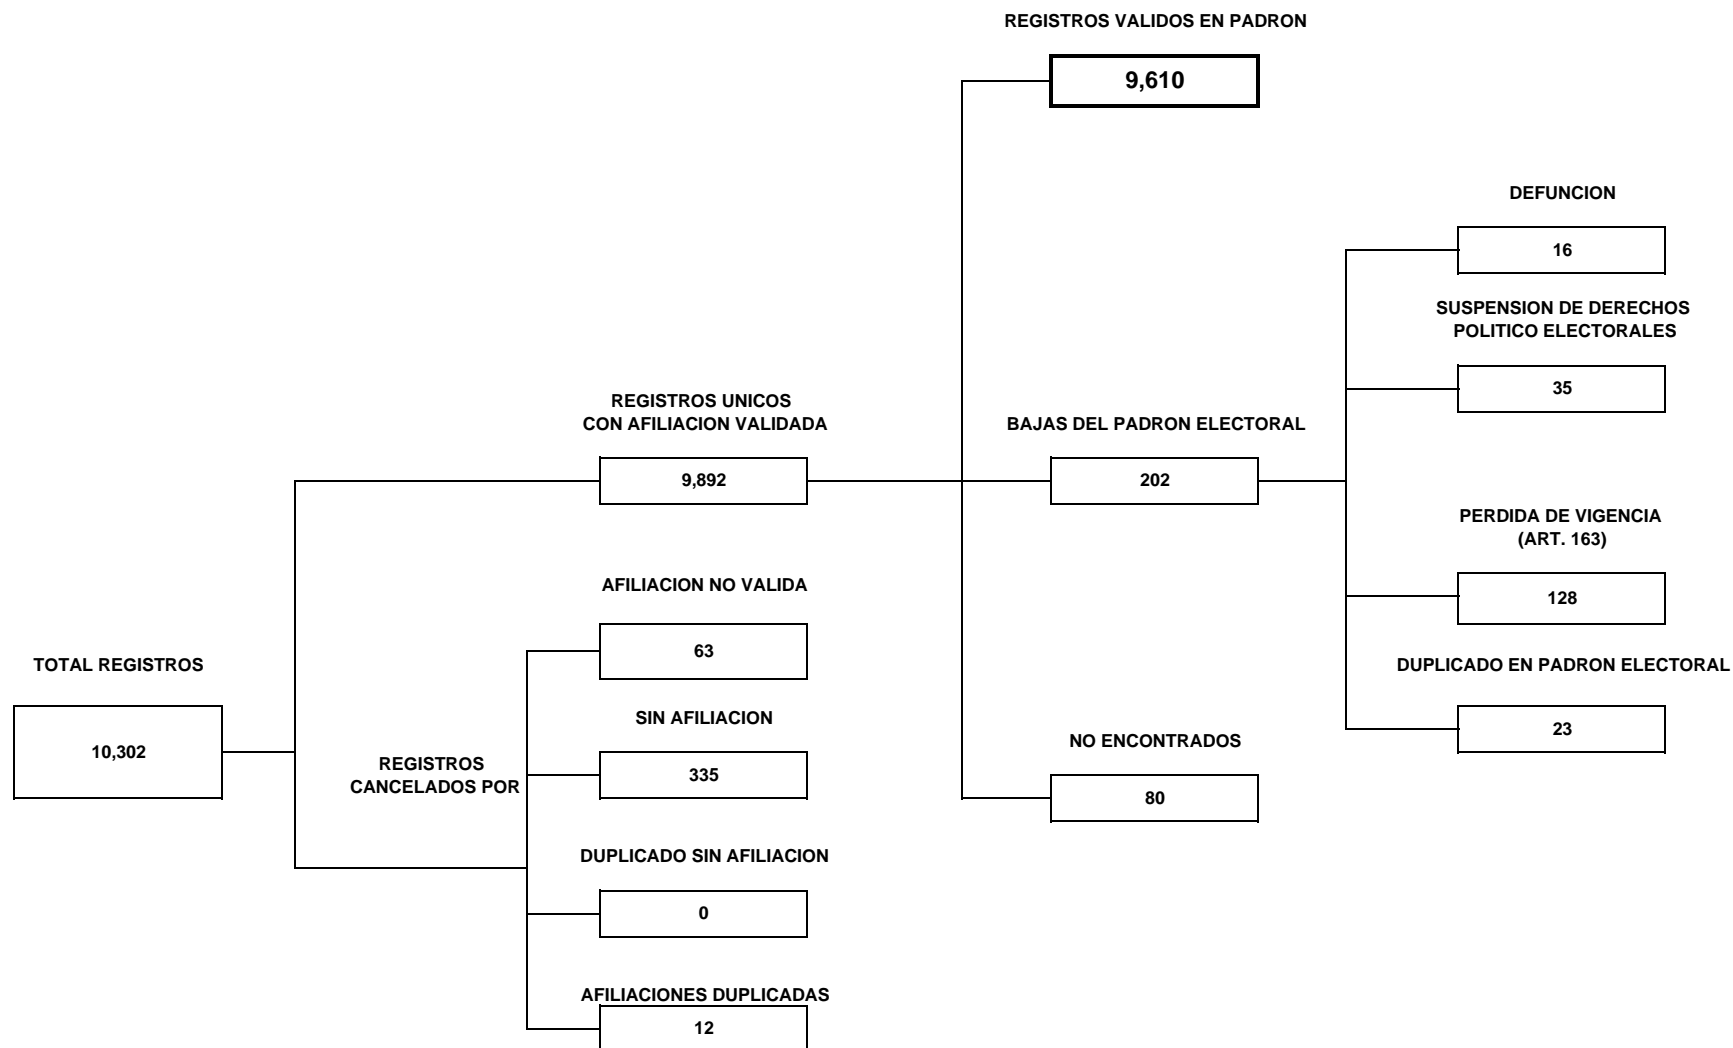 REGISTROS VALIDOS EN PADRON
9,610
DEFUNCION
16
SUSPENSION DE DERECHOS
POLITICO ELECTORALES
35
REGISTROS UNICOS
CON AFILIACION VALIDADA
9,892
BAJAS DEL PADRON ELECTORAL
202
PERDIDA DE VIGENCIA
(ART. 163)
128
AFILIACION NO VALIDA
63
TOTAL REGISTROS
10,302
DUPLICADO EN PADRON ELECTORAL
23
SIN AFILIACION
335
REGISTROS
CANCELADOS POR
NO ENCONTRADOS
80
DUPLICADO SIN AFILIACION
0
AFILIACIONES DUPLICADAS
12